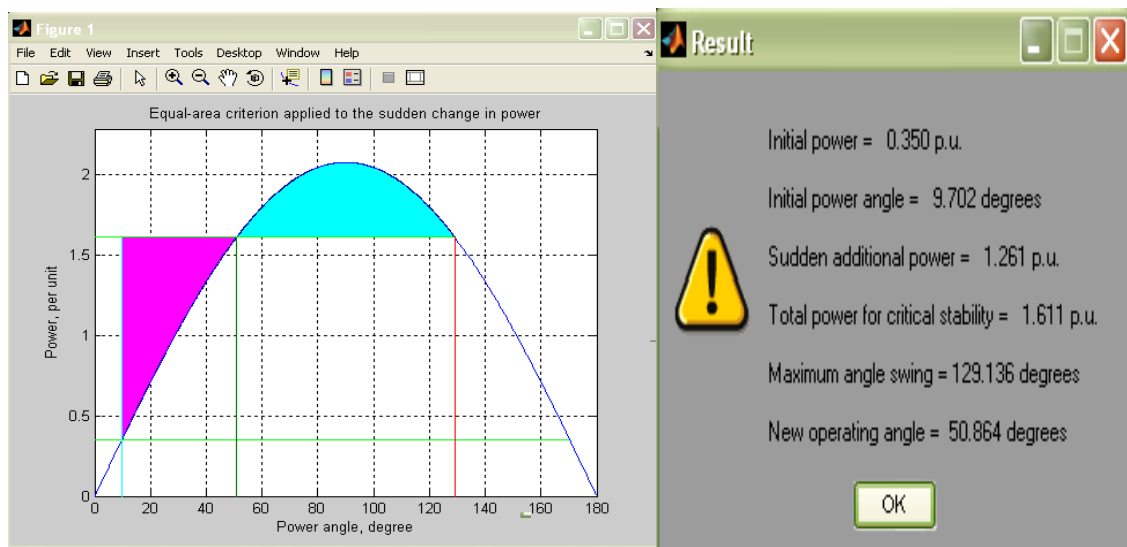 Figure 1
File Edit View Insert Tools Desktop Window Help
Equal-area criterion applied to the sudden change in power
2
1.5
1
0.5
0
Power, per unit
0 20 40 60 80 100 120 140 160 180
Power angle, degree
Result
Initial power = 0.350 p.u.
Initial power angle = 9.702 degrees
Sudden additional power = 1.261 p.u.
Total power for critical stability = 1.611 p.u.
Maximum angle swing = 129.136 degrees
New operating angle = 50.864 degrees
OK